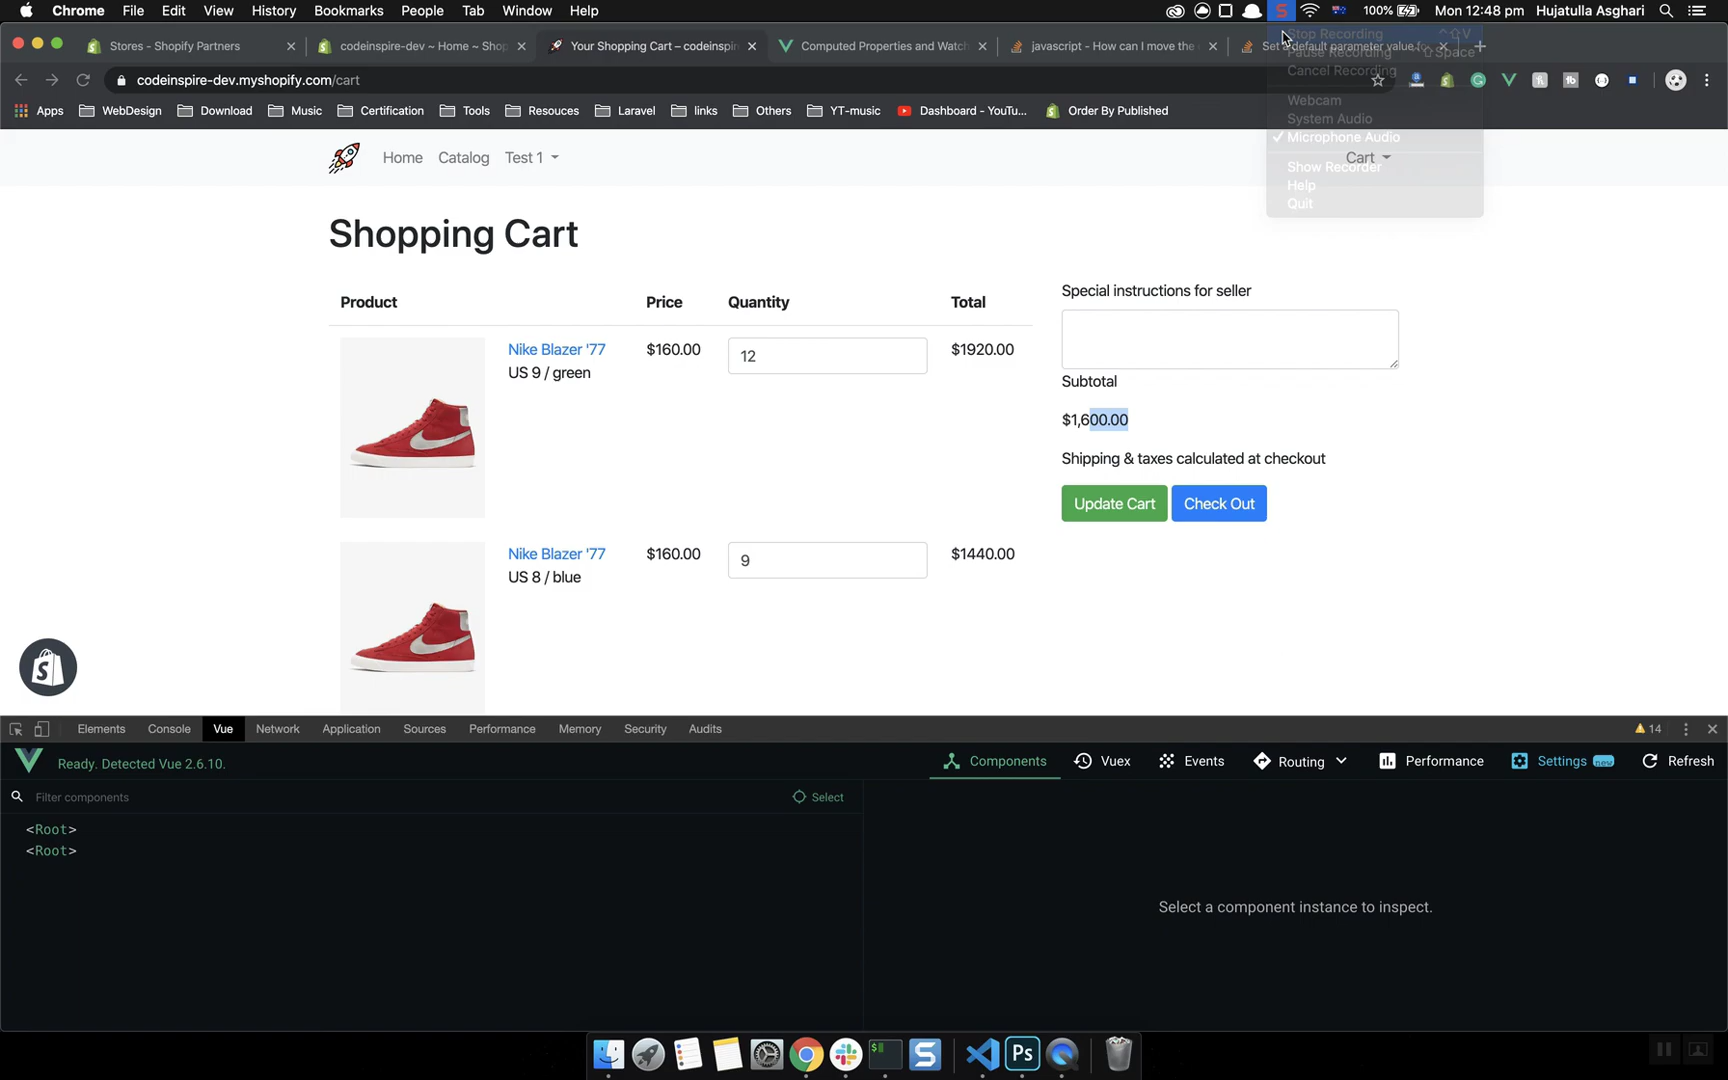 Chrome File Edit View History Bookmarks People Tab Window Help 100% Mon 12:48 pm Hujatulla Asghari
Stores - Shopify Partners codeinspire-dev ~ Home ~ Shop Your Shopping Cart – codeinspir Computed Properties and Watch javascript - How can I move the Set a default parameter value fo
Stop Recording ⌃⇧V
Pause Recording ⇧Space
Cancel Recording
codeinspire-dev.myshopify.com/cart
Webcam
System Audio
Microphone Audio
Show Recorder
Help
Quit
Apps WebDesign Download Music Certification Tools Resouces Laravel links Others YT-music Dashboard - YouTu... Order By Published
Home Catalog Test 1 Cart
Shopping Cart
Product Price Quantity Total
Nike Blazer '77 $160.00 12 $1920.00
US 9 / green
Nike Blazer '77 $160.00 9 $1440.00
US 8 / blue
Special instructions for seller
Subtotal
$1,600.00
Shipping & taxes calculated at checkout
Update Cart Check Out
Elements Console Vue Network Application Sources Performance Memory Security Audits 14
Ready. Detected Vue 2.6.10. Components Vuex Events Routing Performance Settings new Refresh
Filter components Select
<Root>
<Root>
Select a component instance to inspect.
Ps